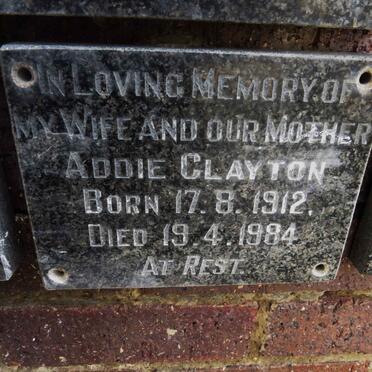 IN LOVING MEMORY OF
MY WIFE AND OUR MOTHER
ADDIE CLAYTON
BORN 17.8.1912.
DIED 19.4.1984
AT REST.